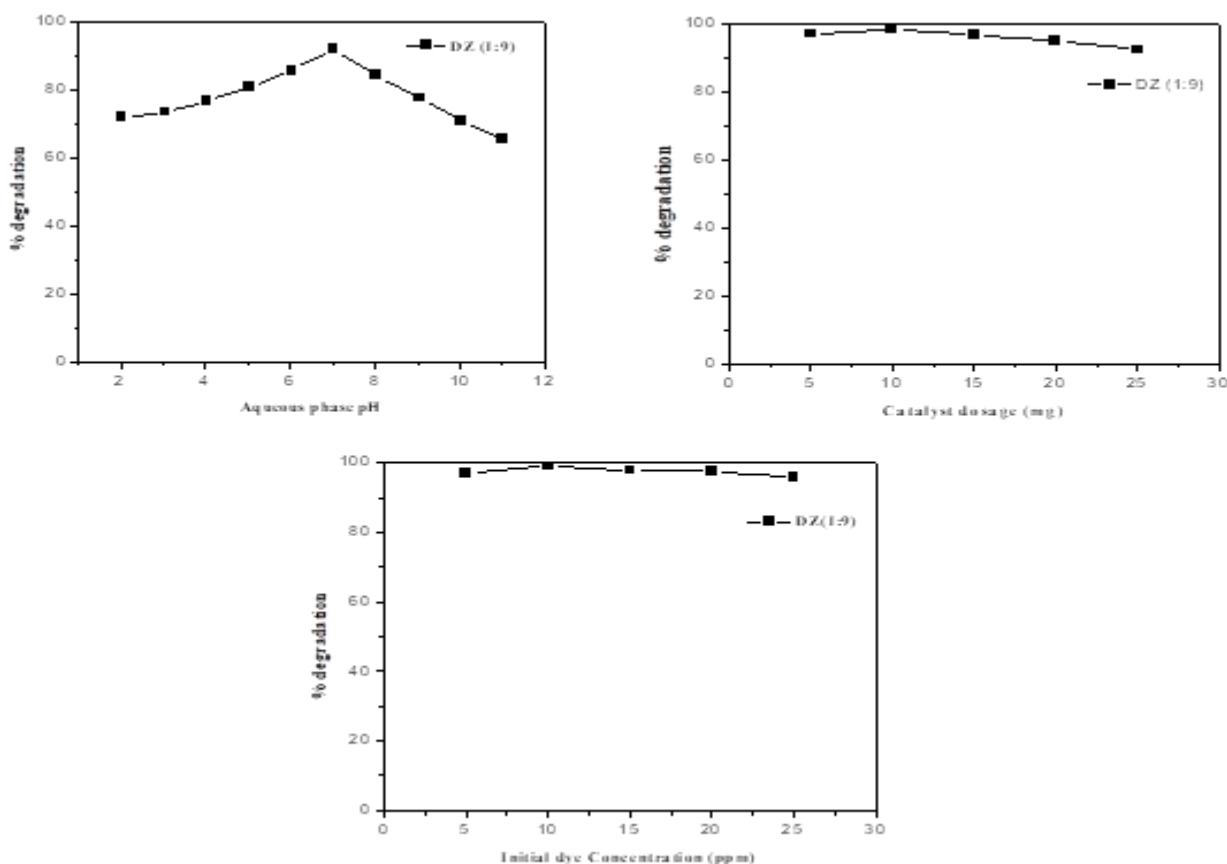 100
80
60
40
20
0
% degradation
DZ (1:9)
2 4 6 8 10 12
Aqueous phase pH
100
80
60
40
20
0
% degradation
DZ (1:9)
0 5 10 15 20 25 30
Catalyst dosage (mg)
100
80
60
40
20
0
% degradation
DZ(1:9)
0 5 10 15 20 25 30
Initial dye Concentration (ppm)